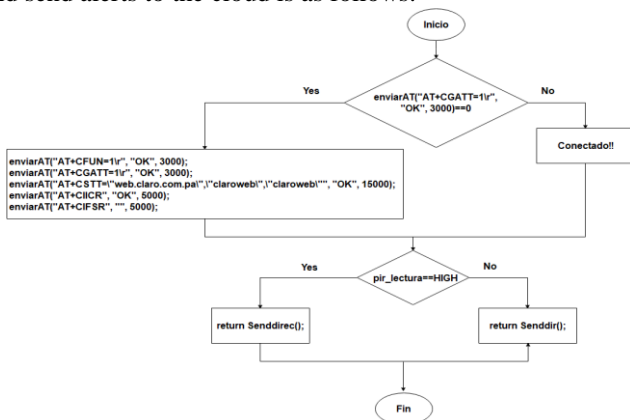 nd send alerts to the cloud is as follows:
Inicio
Yes
enviarAT("AT+CGATT=1\r",
"OK", 3000)==0
No
Conectado!!
enviarAT("AT+CFUN=1\r", "OK", 3000);
enviarAT("AT+CGATT=1\r", "OK", 3000);
enviarAT("AT+CSTT=\"web.claro.com.pa\",\"claroweb\",\"claroweb\"", "OK", 15000);
enviarAT("AT+CIICR", "OK", 5000);
enviarAT("AT+CIFSR", "", 5000);
Yes
pir_lectura==HIGH
No
return Senddirec();
return Senddir();
Fin